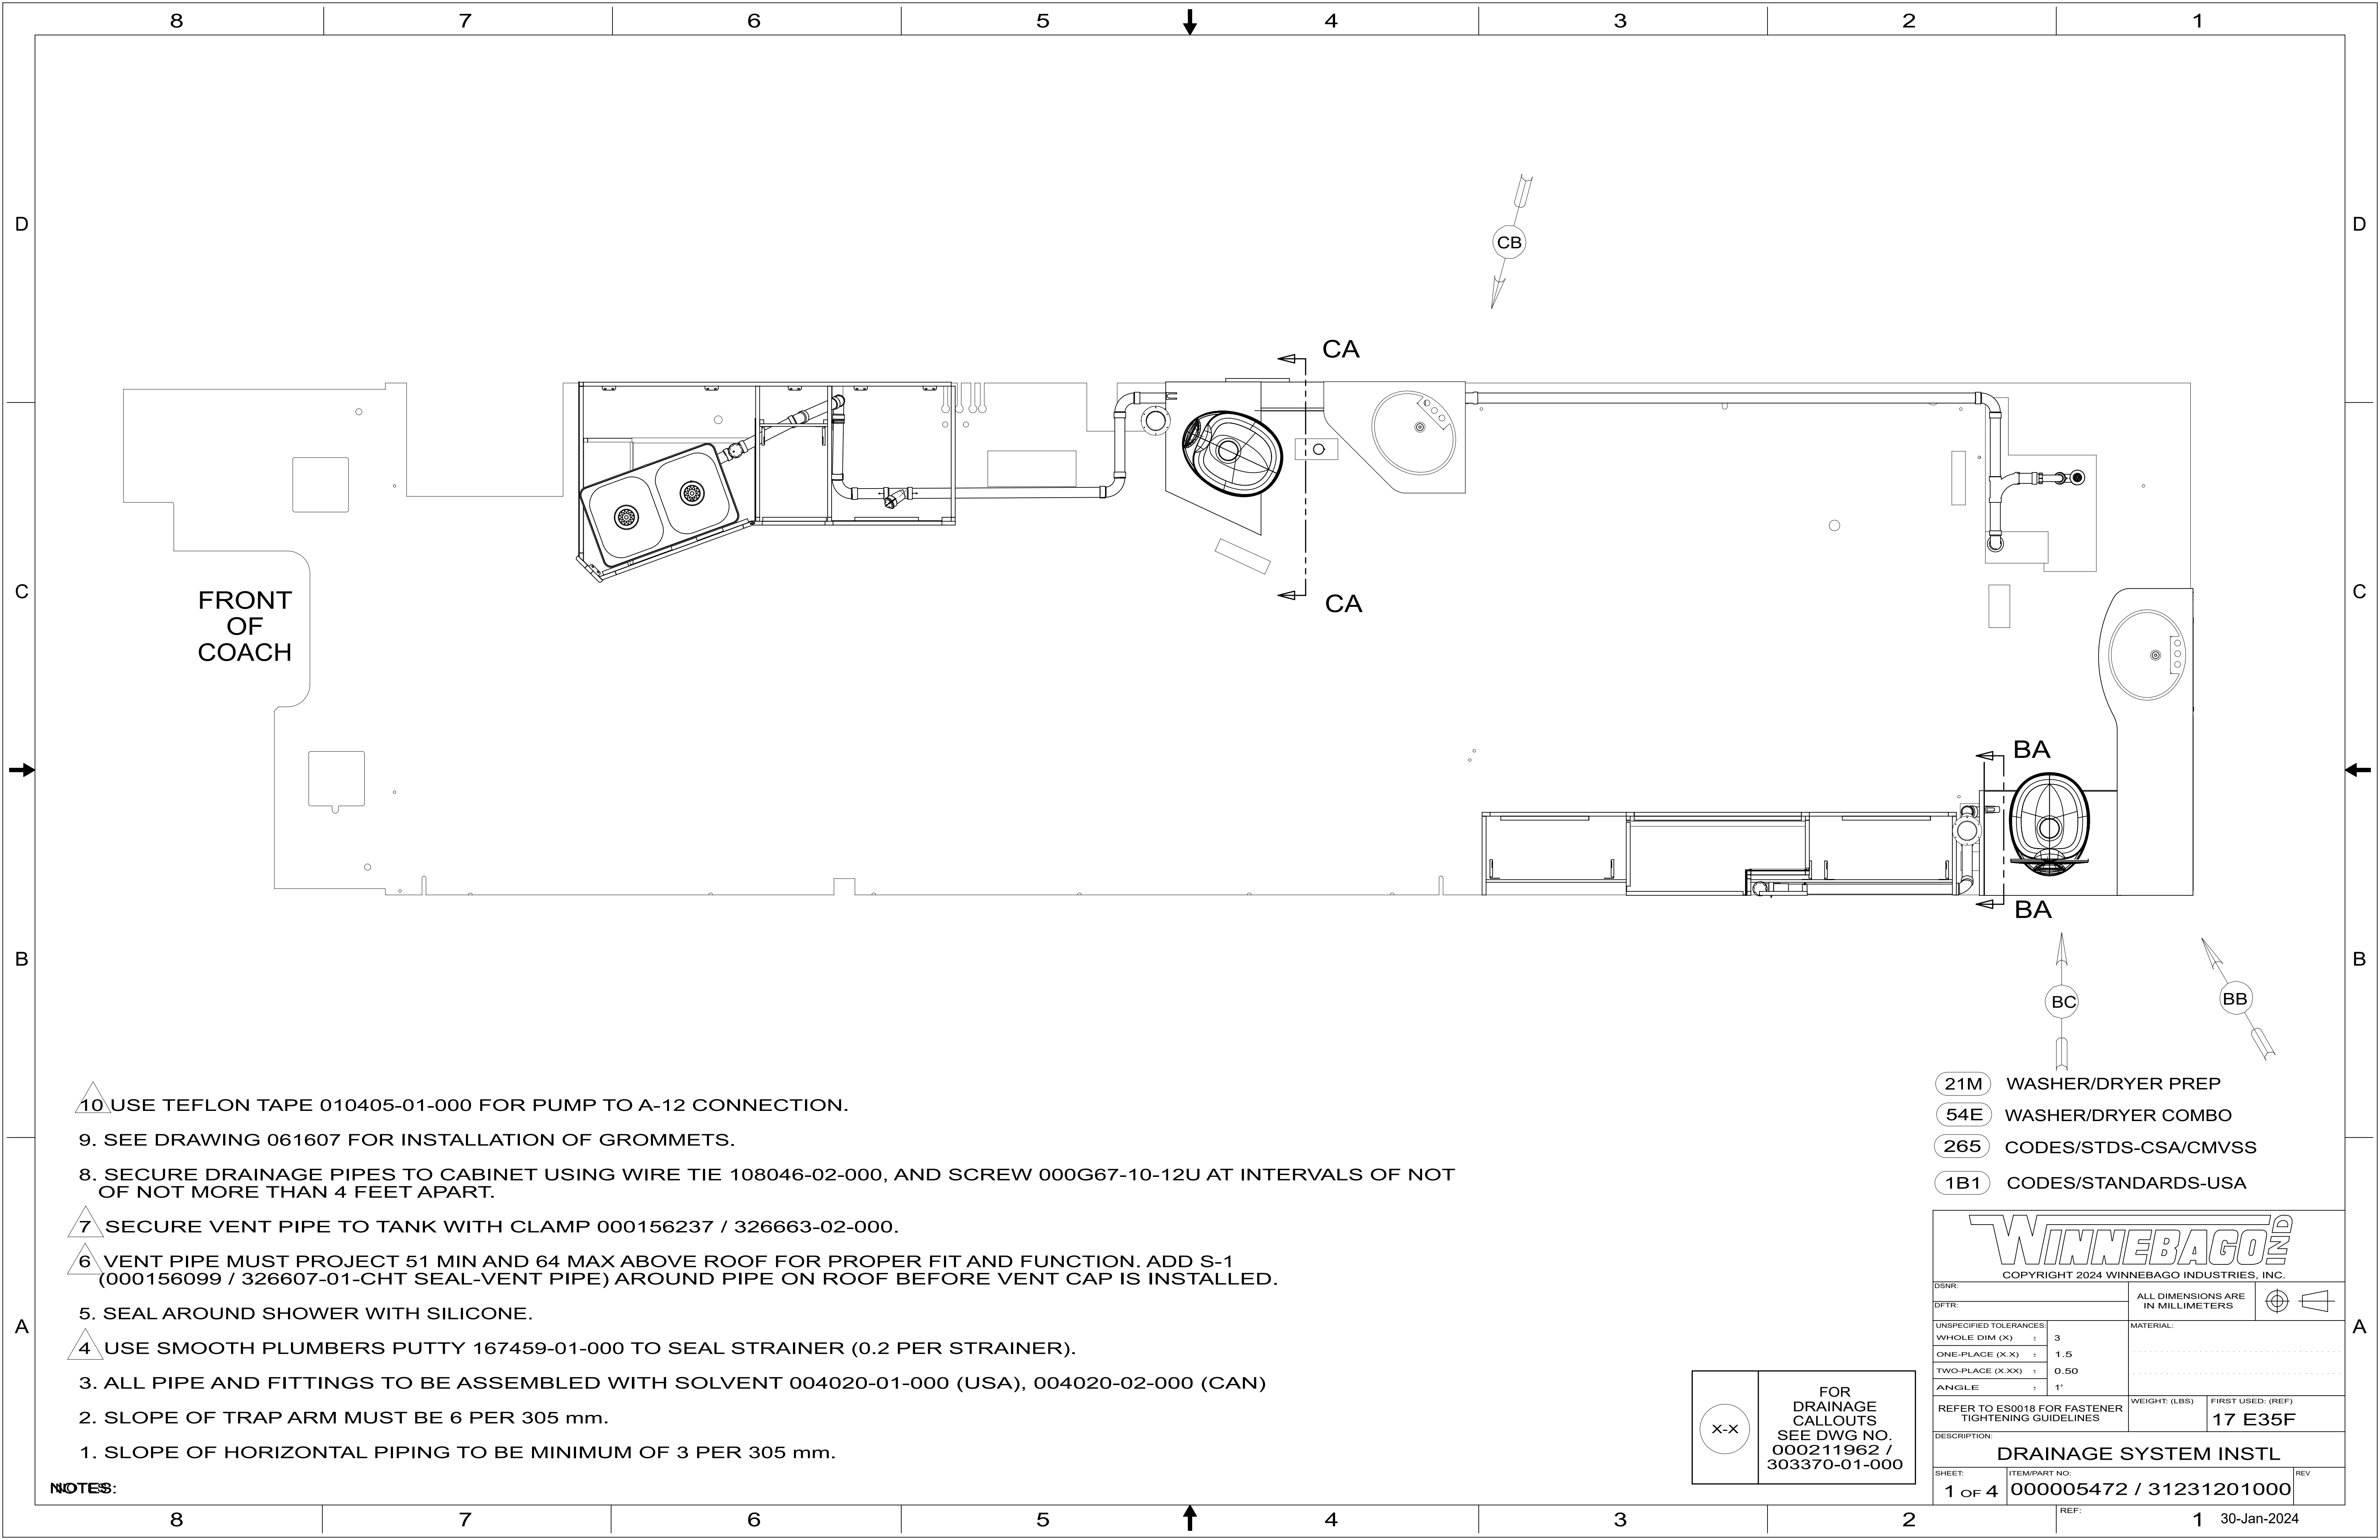 8 7 6 5 4 3 2 1
D
D
CB
CA
CA
C
C
FRONT
OF
COACH
BA
BA
B
B
BC
BB
10 USE TEFLON TAPE 010405-01-000 FOR PUMP TO A-12 CONNECTION.
9. SEE DRAWING 061607 FOR INSTALLATION OF GROMMETS.
8. SECURE DRAINAGE PIPES TO CABINET USING WIRE TIE 108046-02-000, AND SCREW 000G67-10-12U AT INTERVALS OF NOT
OF NOT MORE THAN 4 FEET APART.
7 SECURE VENT PIPE TO TANK WITH CLAMP 000156237 / 326663-02-000.
6 VENT PIPE MUST PROJECT 51 MIN AND 64 MAX ABOVE ROOF FOR PROPER FIT AND FUNCTION. ADD S-1
(000156099 / 326607-01-CHT SEAL-VENT PIPE) AROUND PIPE ON ROOF BEFORE VENT CAP IS INSTALLED.
5. SEAL AROUND SHOWER WITH SILICONE.
4 USE SMOOTH PLUMBERS PUTTY 167459-01-000 TO SEAL STRAINER (0.2 PER STRAINER).
3. ALL PIPE AND FITTINGS TO BE ASSEMBLED WITH SOLVENT 004020-01-000 (USA), 004020-02-000 (CAN)
2. SLOPE OF TRAP ARM MUST BE 6 PER 305 mm.
1. SLOPE OF HORIZONTAL PIPING TO BE MINIMUM OF 3 PER 305 mm.
NOTES:
A
A
X-X
FOR
DRAINAGE
CALLOUTS
SEE DWG NO.
000211962 /
303370-01-000
21M WASHER/DRYER PREP
54E WASHER/DRYER COMBO
265 CODES/STDS-CSA/CMVSS
1B1 CODES/STANDARDS-USA
WINNEBAGO IND
COPYRIGHT 2024 WINNEBAGO INDUSTRIES, INC.
DSNR:
DFTR:
ALL DIMENSIONS ARE
IN MILLIMETERS
UNSPECIFIED TOLERANCES:
WHOLE DIM (X) ± 3
ONE-PLACE (X.X) ± 1.5
TWO-PLACE (X.XX) ± 0.50
ANGLE ± 1°
MATERIAL:
REFER TO ES0018 FOR FASTENER
TIGHTENING GUIDELINES
WEIGHT: (LBS)
FIRST USED: (REF)
17 E35F
DESCRIPTION:
DRAINAGE SYSTEM INSTL
SHEET:
1 OF 4
ITEM/PART NO:
000005472 / 31231201000
REV
REF:
8 7 6 5 4 3 2 1
30-Jan-2024